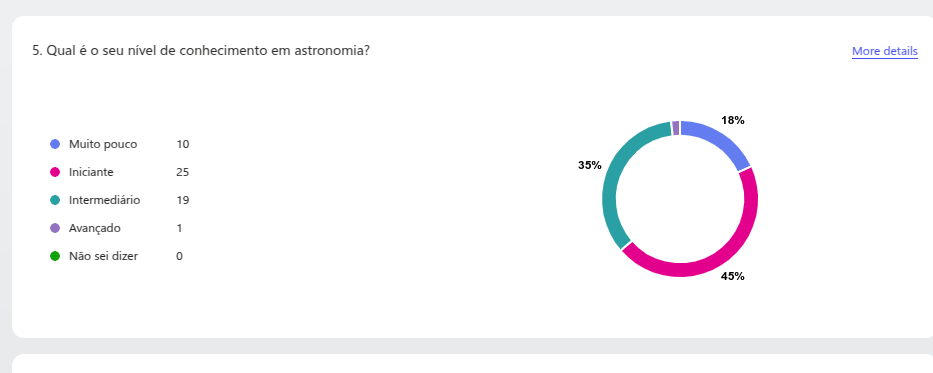 5. Qual é o seu nível de conhecimento em astronomia?
More details
Muito pouco 10
Iniciante 25
Intermediário 19
Avançado 1
Não sei dizer 0
18%
35%
45%